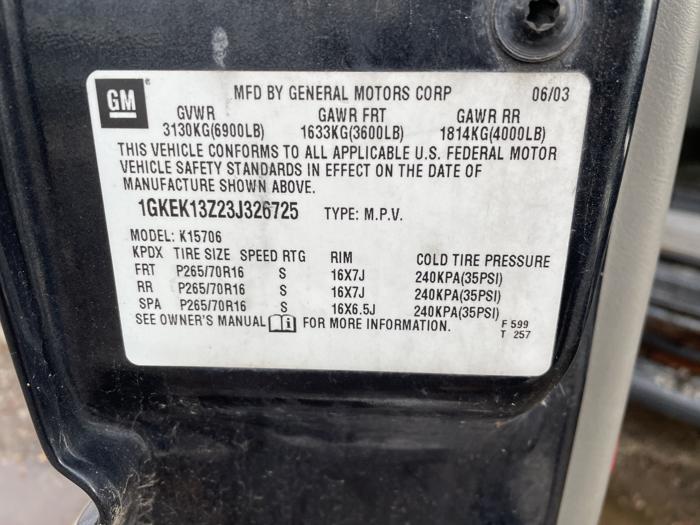 GM MFD BY GENERAL MOTORS CORP 06/03
GVWR GAWR FRT GAWR RR
3130KG(6900LB) 1633KG(3600LB) 1814KG(4000LB)
THIS VEHICLE CONFORMS TO ALL APPLICABLE U.S. FEDERAL MOTOR
VEHICLE SAFETY STANDARDS IN EFFECT ON THE DATE OF
MANUFACTURE SHOWN ABOVE.
1GKEK13Z23J326725 TYPE: M.P.V.
MODEL: K15706
KPDX TIRE SIZE SPEED RTG RIM COLD TIRE PRESSURE
FRT P265/70R16 S 16X7J 240KPA(35PSI)
RR P265/70R16 S 16X7J 240KPA(35PSI)
SPA P265/70R16 S 16X6.5J 240KPA(35PSI)
SEE OWNER'S MANUAL FOR MORE INFORMATION. F 599
T 257